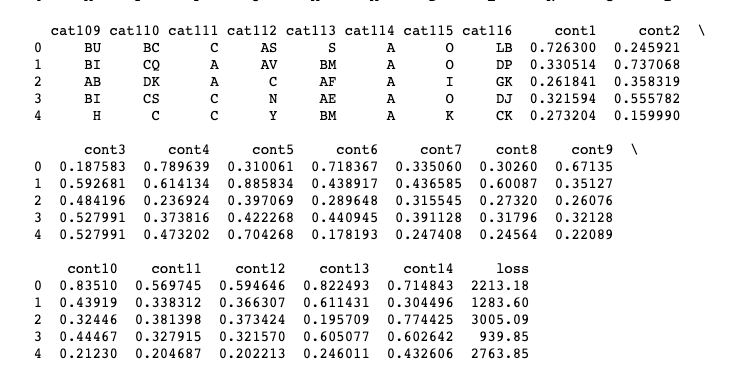 cat109 cat110 cat111 cat112 cat113 cat114 cat115 cat116 cont1 cont2 \
0 BU BC C AS S A O LB 0.726300 0.245921
1 BI CQ A AV BM A O DP 0.330514 0.737068
2 AB DK A C AF A I GK 0.261841 0.358319
3 BI CS C N AE A O DJ 0.321594 0.555782
4 H C C Y BM A K CK 0.273204 0.159990
cont3 cont4 cont5 cont6 cont7 cont8 cont9 \
0 0.187583 0.789639 0.310061 0.718367 0.335060 0.30260 0.67135
1 0.592681 0.614134 0.885834 0.438917 0.436585 0.60087 0.35127
2 0.484196 0.236924 0.397069 0.289648 0.315545 0.27320 0.26076
3 0.527991 0.373816 0.422268 0.440945 0.391128 0.31796 0.32128
4 0.527991 0.473202 0.704268 0.178193 0.247408 0.24564 0.22089
cont10 cont11 cont12 cont13 cont14 loss
0 0.83510 0.569745 0.594646 0.822493 0.714843 2213.18
1 0.43919 0.338312 0.366307 0.611431 0.304496 1283.60
2 0.32446 0.381398 0.373424 0.195709 0.774425 3005.09
3 0.44467 0.327915 0.321570 0.605077 0.602642 939.85
4 0.21230 0.204687 0.202213 0.246011 0.432606 2763.85